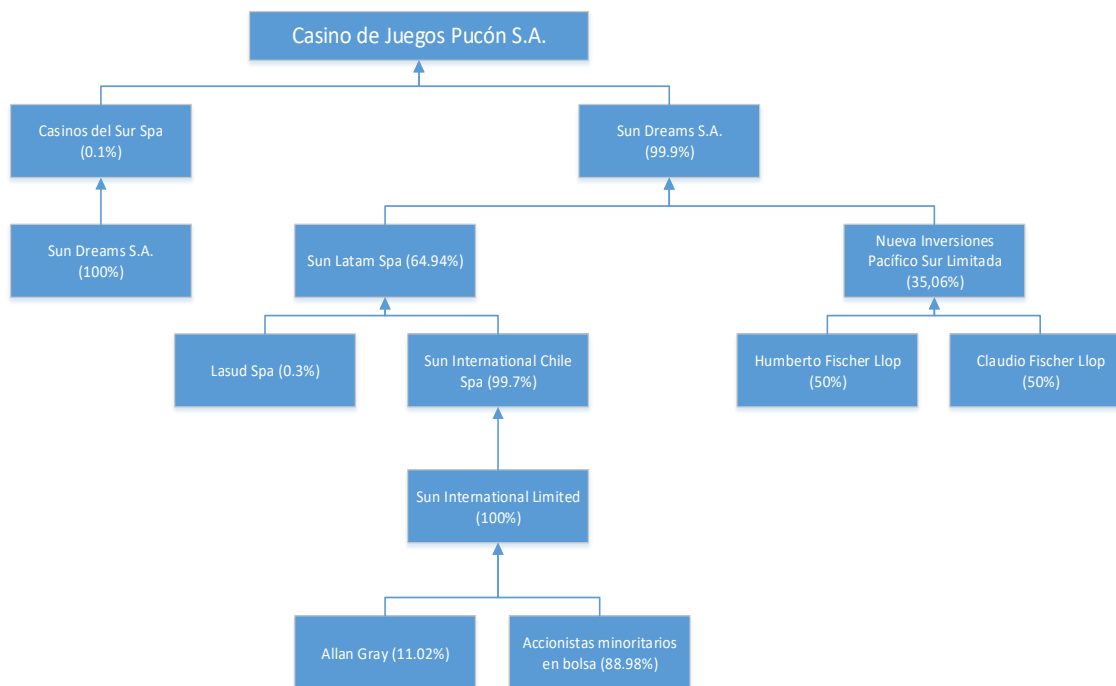 Casino de Juegos Pucón S.A.
Casinos del Sur Spa
(0.1%)
Sun Dreams S.A.
(99.9%)
Sun Dreams S.A.
(100%)
Sun Latam Spa (64.94%)
Nueva Inversiones
Pacífico Sur Limitada
(35,06%)
Lasud Spa (0.3%)
Sun International Chile
Spa (99.7%)
Humberto Fischer Llop
(50%)
Claudio Fischer Llop
(50%)
Sun International Limited
(100%)
Allan Gray (11.02%)
Accionistas minoritarios
en bolsa (88.98%)